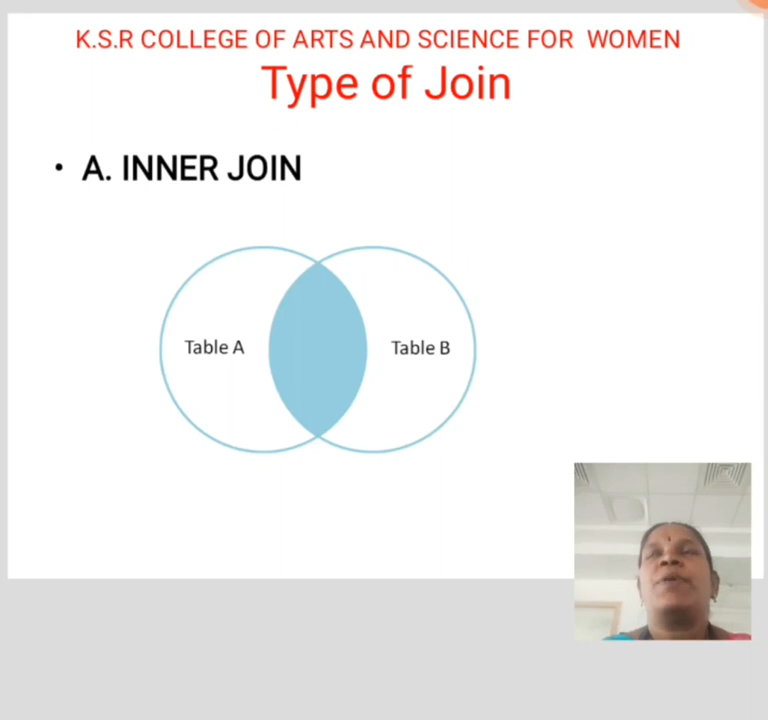 K.S.R COLLEGE OF ARTS AND SCIENCE FOR WOMEN
Type of Join
• A. INNER JOIN
Table A
Table B